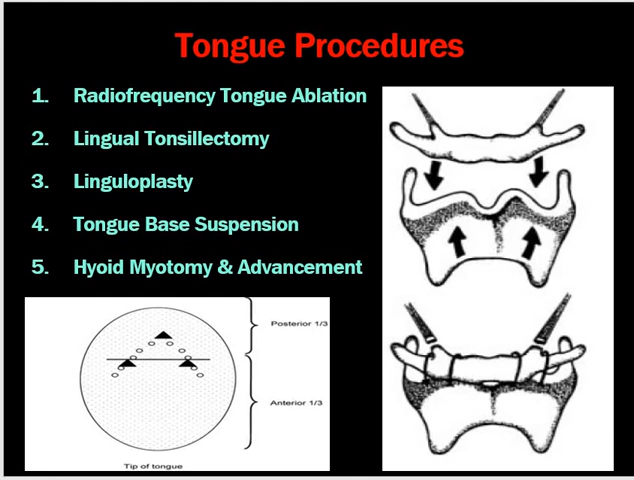 Tongue Procedures
1. Radiofrequency Tongue Ablation
2. Lingual Tonsillectomy
3. Linguloplasty
4. Tongue Base Suspension
5. Hyoid Myotomy & Advancement
Posterior 1/3
Anterior 1/3
Tip of tongue